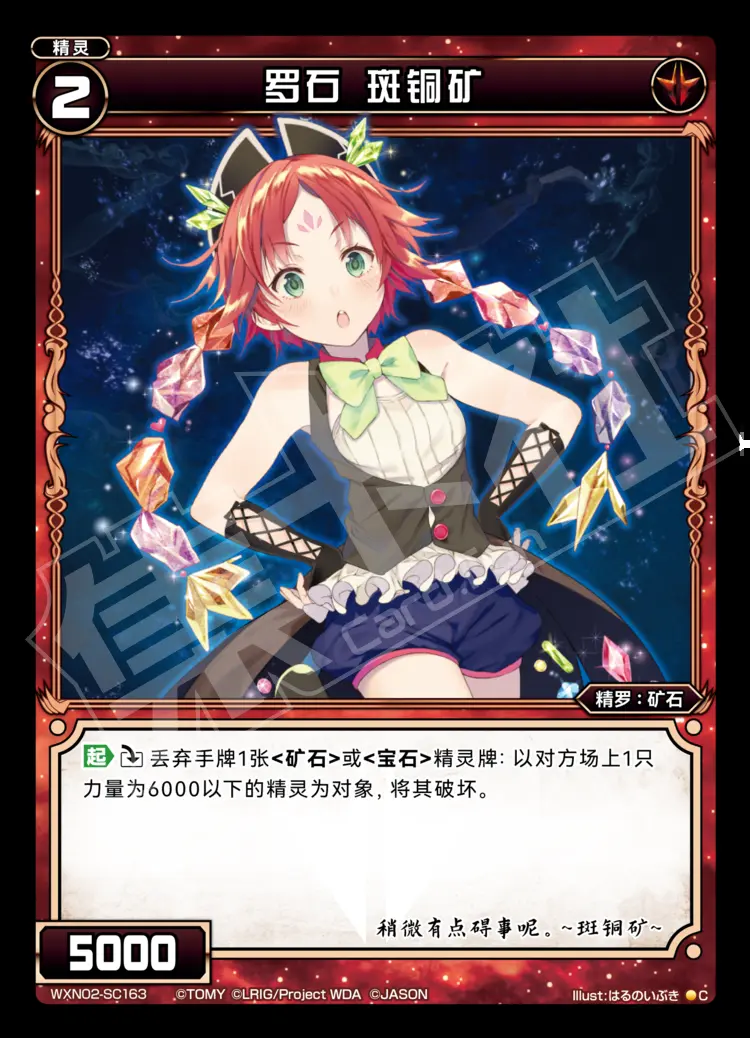 精灵
2
罗石 斑铜矿
精罗：矿石
起 丢弃手牌1张<矿石>或<宝石>精灵牌：以对方场上1只
力量为6000以下的精灵为对象，将其破坏。
稍微有点碍事呢。~斑铜矿~
5000
WXN02-SC163 ©TOMY ©LRIG/Project WDA ©JASON Illust:はるのいぶき C
集卡社